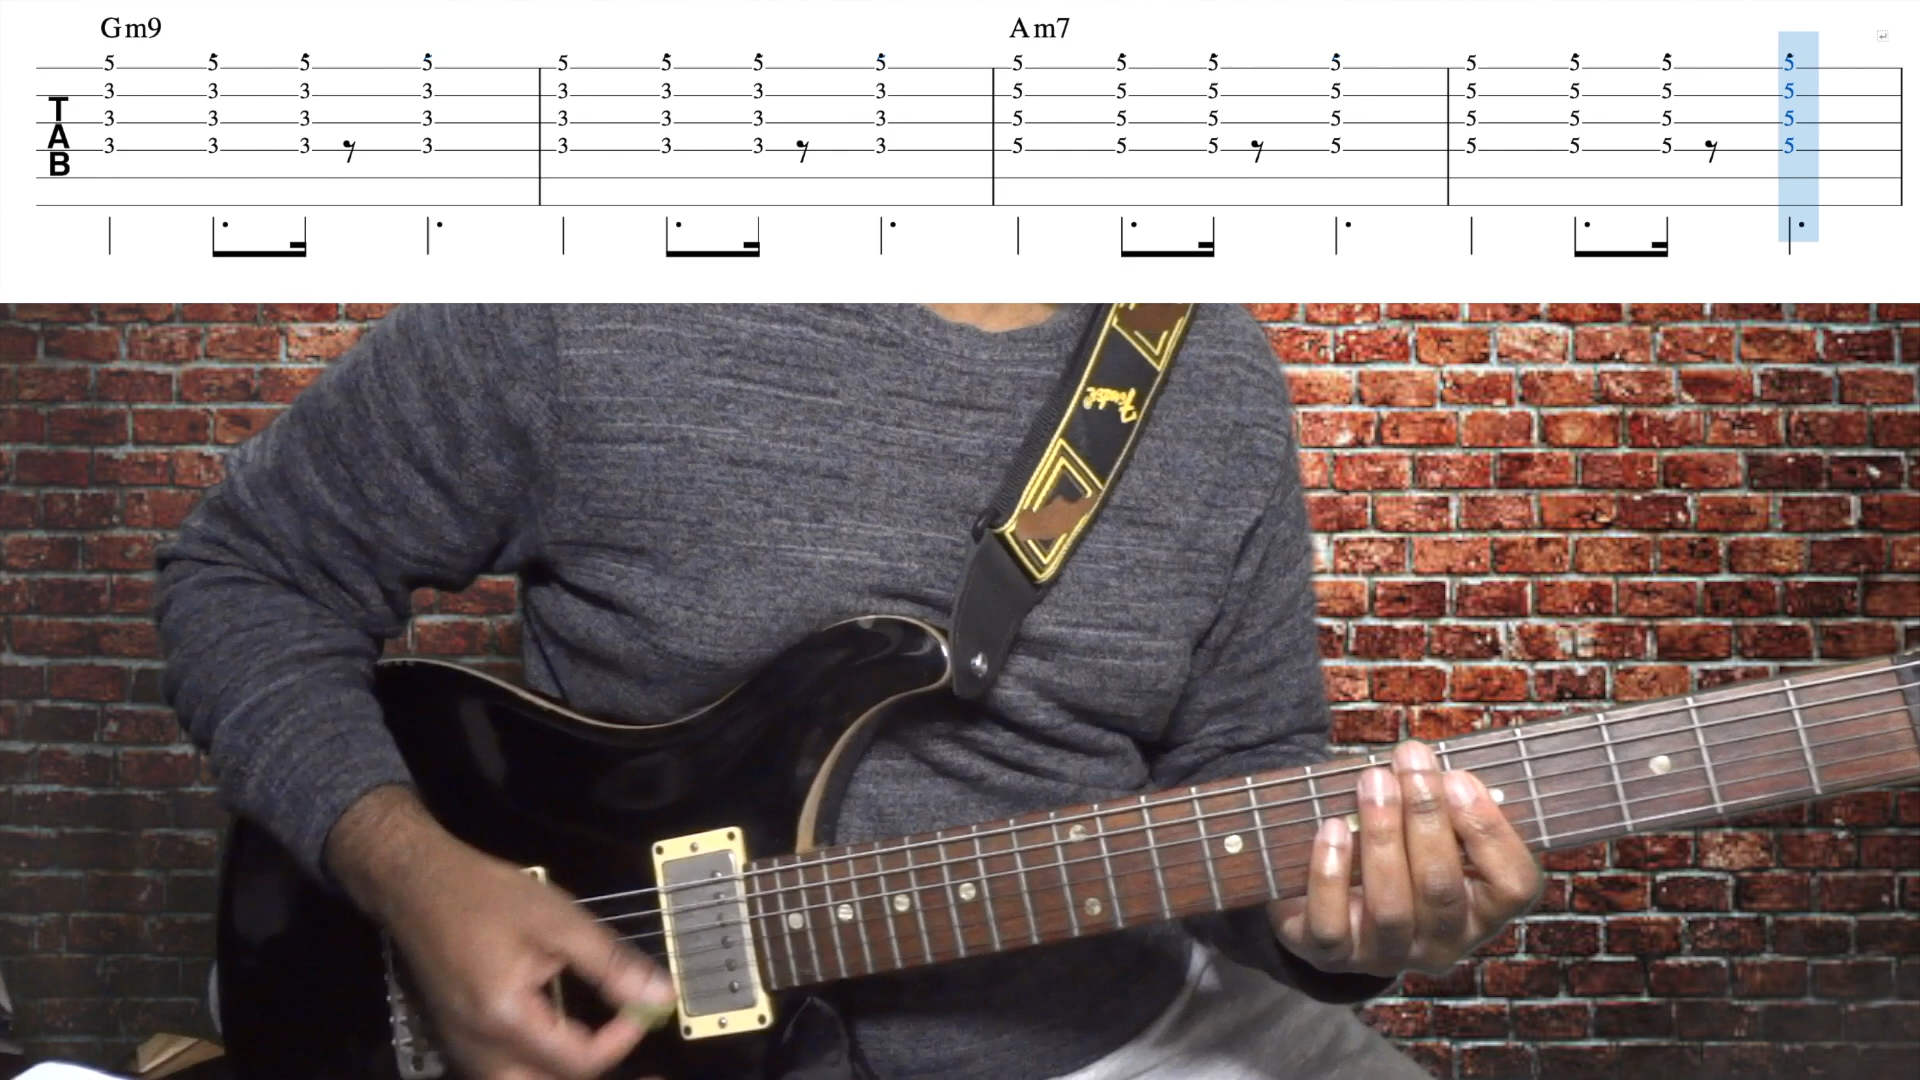 Gm9 Am7
5 5 5 5 5 5 5 5 5 5 5 5 5 5 5 5
3 3 3 3 3 3 3 3 5 5 5 5 5 5 5 5
T 3 3 3 3 3 3 3 3 5 5 5 5 5 5 5 5
A 3 3 3 3 3 3 3 3 5 5 5 5 5 5 5 5
B
Fender